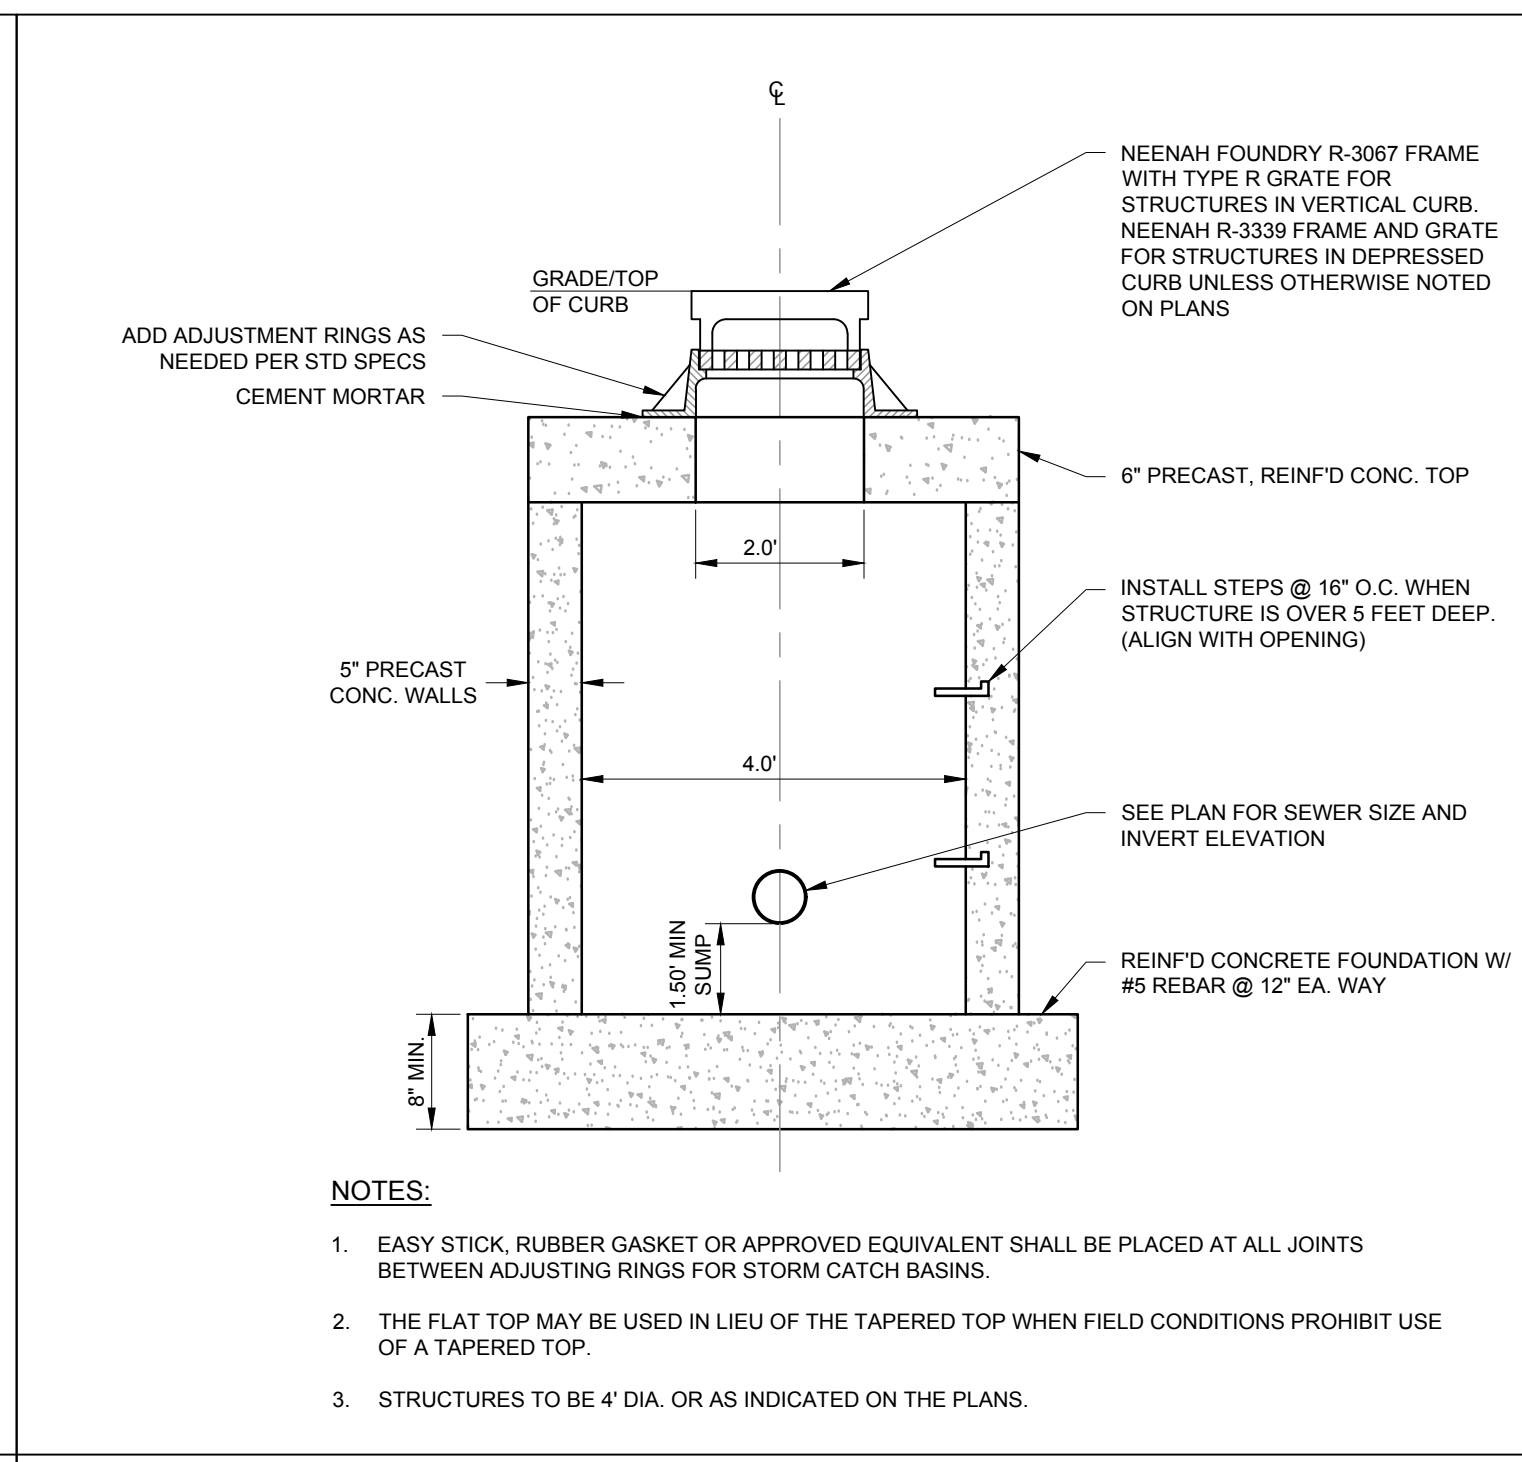 ℄
NEENAH FOUNDRY R-3067 FRAME
WITH TYPE R GRATE FOR
STRUCTURES IN VERTICAL CURB.
NEENAH R-3339 FRAME AND GRATE
FOR STRUCTURES IN DEPRESSED
CURB UNLESS OTHERWISE NOTED
ON PLANS
GRADE/TOP
OF CURB
ADD ADJUSTMENT RINGS AS
NEEDED PER STD SPECS
CEMENT MORTAR
6" PRECAST, REINF'D CONC. TOP
2.0'
INSTALL STEPS @ 16" O.C. WHEN
STRUCTURE IS OVER 5 FEET DEEP.
(ALIGN WITH OPENING)
5" PRECAST
CONC. WALLS
4.0'
SEE PLAN FOR SEWER SIZE AND
INVERT ELEVATION
1.50' MIN
SUMP
REINF'D CONCRETE FOUNDATION W/
#5 REBAR @ 12" EA. WAY
8" MIN.
NOTES:
1. EASY STICK, RUBBER GASKET OR APPROVED EQUIVALENT SHALL BE PLACED AT ALL JOINTS
BETWEEN ADJUSTING RINGS FOR STORM CATCH BASINS.
2. THE FLAT TOP MAY BE USED IN LIEU OF THE TAPERED TOP WHEN FIELD CONDITIONS PROHIBIT USE
OF A TAPERED TOP.
3. STRUCTURES TO BE 4' DIA. OR AS INDICATED ON THE PLANS.